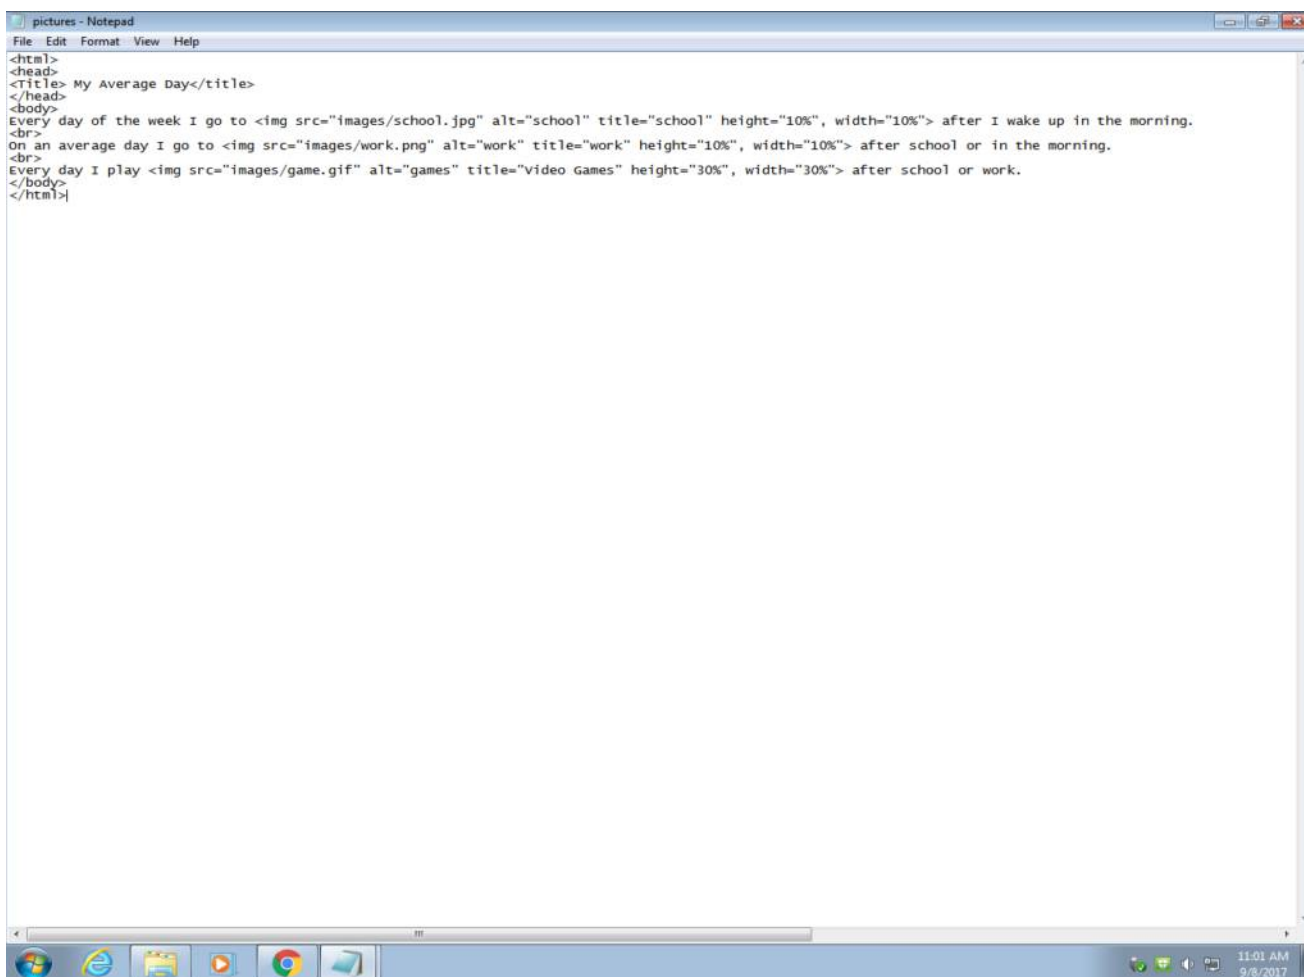 pictures - Notepad
File Edit Format View Help
<html>
<head>
<Title> My Average Day</title>
</head>
<body>
Every day of the week I go to <img src="images/school.jpg" alt="school" title="school" height="10%", width="10%"> after I wake up in the morning.
<br>
On an average day I go to <img src="images/work.png" alt="work" title="work" height="10%", width="10%"> after school or in the morning.
<br>
Every day I play <img src="images/game.gif" alt="games" title="Video Games" height="30%", width="30%"> after school or work.
</body>
</html>
11:01 AM
9/8/2017